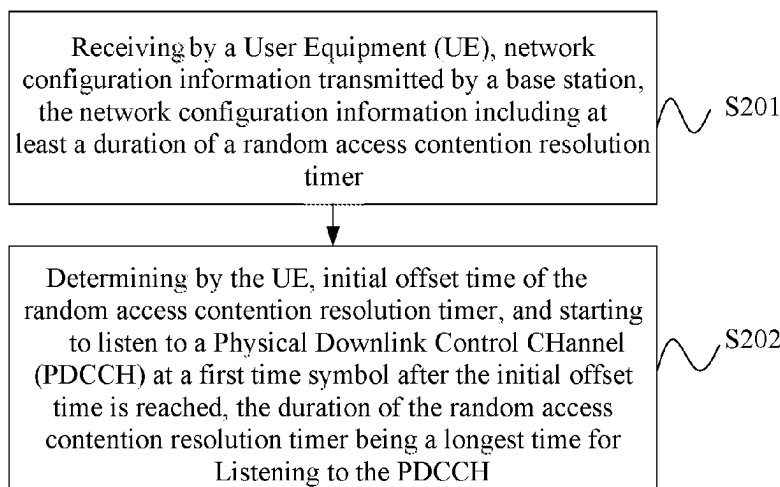 Receiving by a User Equipment (UE), network
configuration information transmitted by a base station,
the network configuration information including at
least a duration of a random access contention resolution
timer
S201
Determining by the UE, initial offset time of the
random access contention resolution timer, and starting
to listen to a Physical Downlink Control CHannel
(PDCCH) at a first time symbol after the initial offset
time is reached, the duration of the random access
contention resolution timer being a longest time for
Listening to the PDCCH
S202